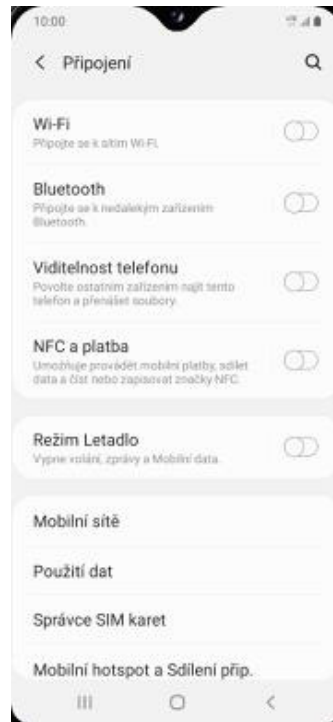 10:00
Připojení
Wi-Fi
Připojte se k sítím Wi-Fi.
Bluetooth
Připojte se k nedalekým zařízením
Bluetooth.
Viditelnost telefonu
Povolte ostatním zařízením najít tento
telefon a přenášet soubory.
NFC a platba
Umožňuje provádět mobilní platby, sdílet
data a číst nebo zapisovat značky NFC.
Režim Letadlo
Vypne volání, zprávy a Mobilní data.
Mobilní sítě
Použití dat
Správce SIM karet
Mobilní hotspot a Sdílení přip.